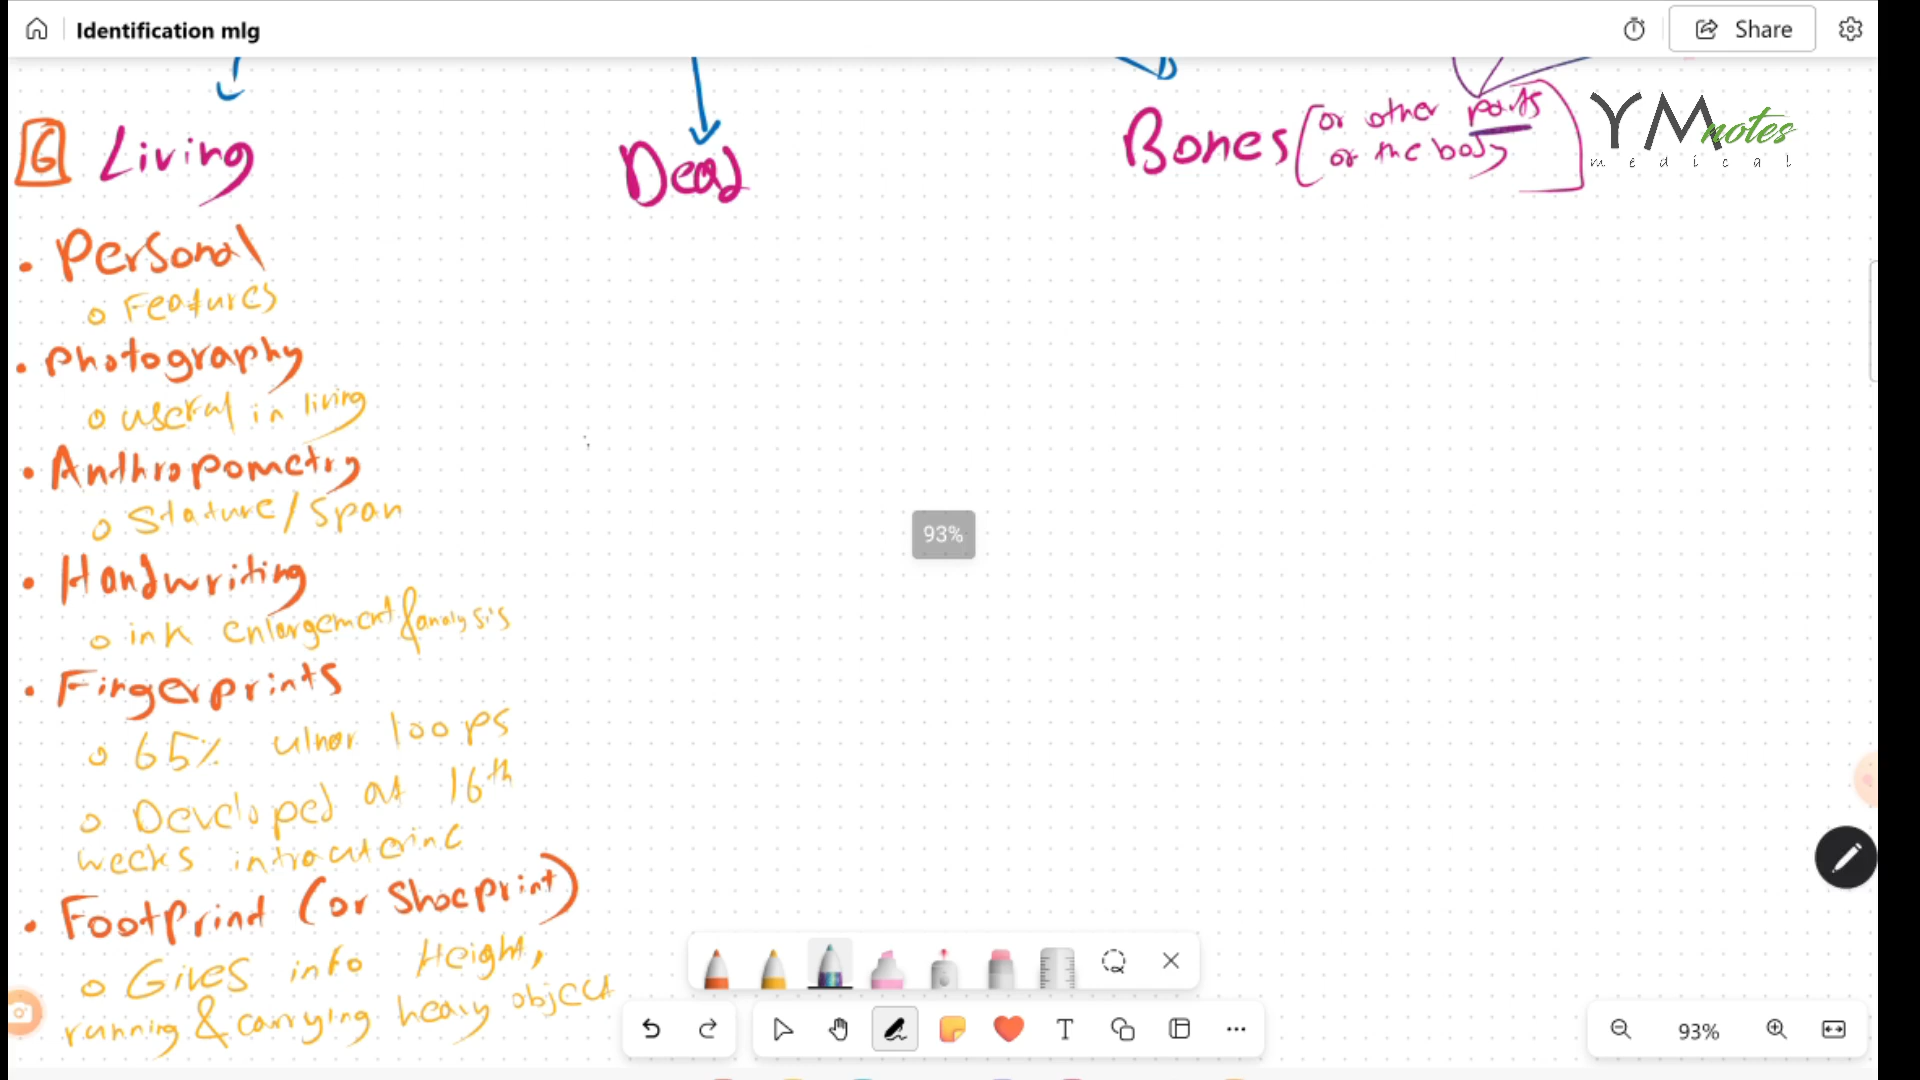 Identification mlg
Share
6 Living
Dead
Bones (or other parts
or the body)
YM notes
medical
• Personal
o Features
• Photography
o useful in living
• Anthropometry
o Stature/Span
• Handwriting
o ink enlargement & analysis
• Fingerprints
o 65% ulnar loops
o Developed at 16th
weeks intrauterine
• Footprint (or Shoeprint)
o Gives info Height,
running & carrying heavy object
93%
T
93%